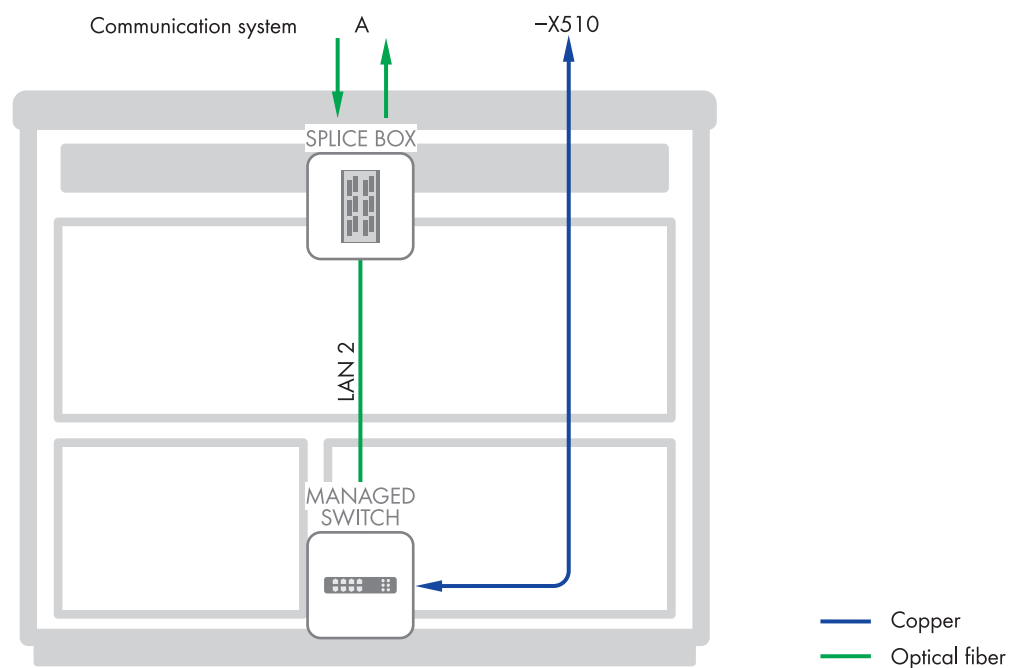 Communication system
A
–X510
SPLICE BOX
LAN 2
MANAGED
SWITCH
Copper
Optical fiber